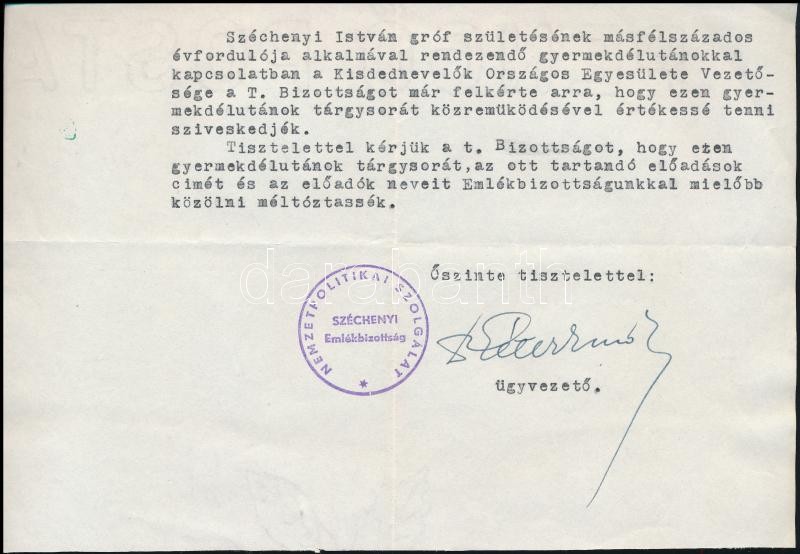 Széchenyi István gróf születésének másfélszázados
évfordulója alkalmával rendezendő gyermekdélutánokkal
kapcsolatban a Kisdednevelők Országos Egyesülete Vezető-
sége a T. Bizottságot már felkérte arra, hogy ezen gyer-
mekdélutánok tárgysorát közremüködésével értékessé tenni
sziveskedjék.
Tisztelettel kérjük a t. Bizottságot, hogy ezen
gyermekdélutánok tárgysorát,az ott tartandó előadások
cimét és az előadók neveit Emlékbizottságunkkal mielőbb
közölni méltóztassék.
Őszinte tisztelettel:
NEMZETPOLITIKAI SZOLGÁLAT
SZÉCHENYI
Emlékbizottság
ügyvezető.
darabanth